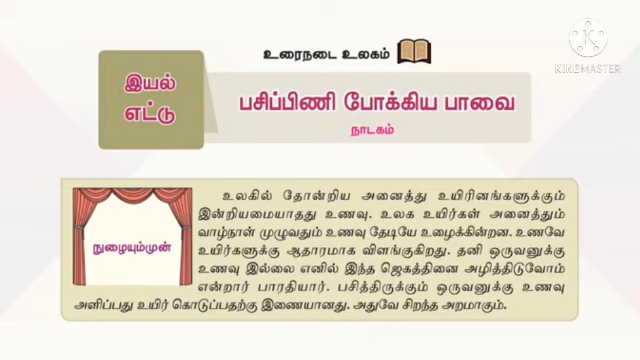 உரைநடை உலகம்
K
KINEMASTER
இயல்
எட்டு
பசிப்பிணி போக்கிய பாவை
நாடகம்
நுழையும்முன்
உலகில் தோன்றிய அனைத்து உயிரினங்களுக்கும்
இன்றியமையாதது உணவு. உலக உயிர்கள் அனைத்தும்
வாழ்நாள் முழுவதும் உணவு தேடியே உழைக்கின்றன. உணவே
உயிர்களுக்கு ஆதாரமாக விளங்குகிறது. தனி ஒருவனுக்கு
உணவு இல்லை எனில் இந்த ஜெகத்தினை அழித்திடுவோம்
என்றார் பாரதியார். பசித்திருக்கும் ஒருவனுக்கு உணவு
அளிப்பது உயிர் கொடுப்பதற்கு இணையானது. அதுவே சிறந்த அறமாகும்.